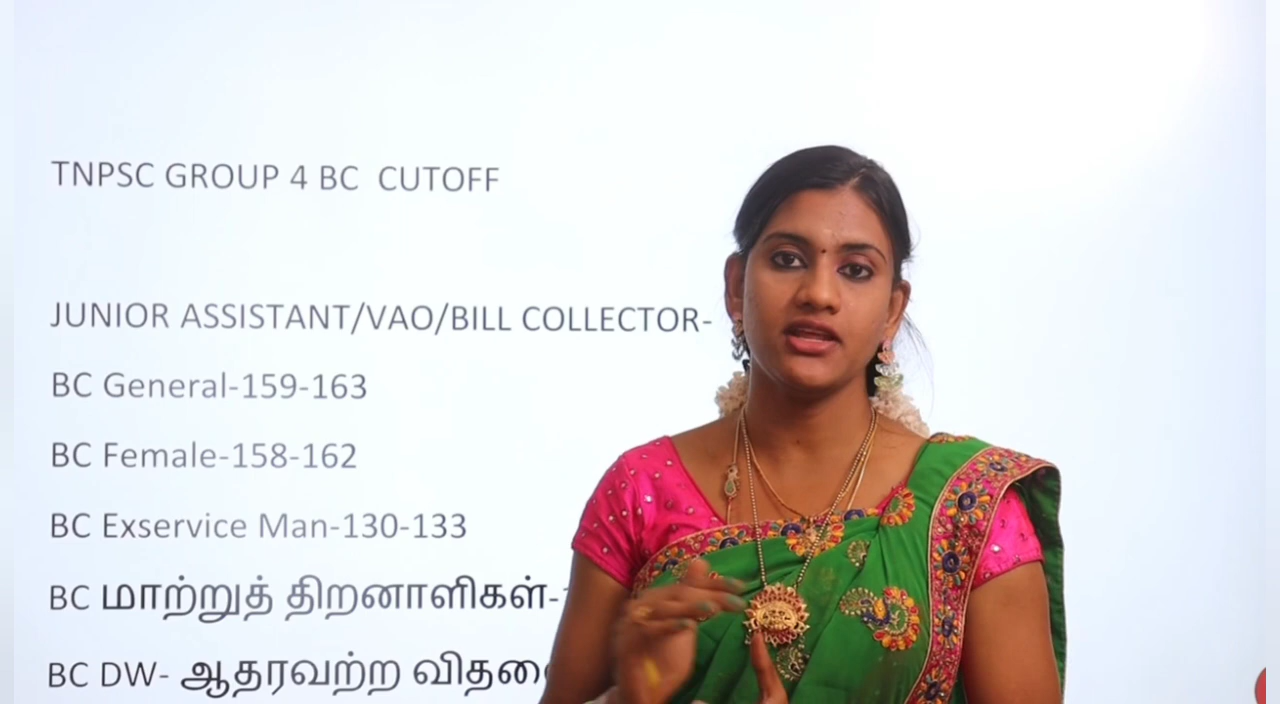 TNPSC GROUP 4 BC CUTOFF
JUNIOR ASSISTANT/VAO/BILL COLLECTOR-
BC General-159-163
BC Female-158-162
BC Exservice Man-130-133
BC மாற்றுத் திறனாளிகள்-
BC DW- ஆதரவற்ற